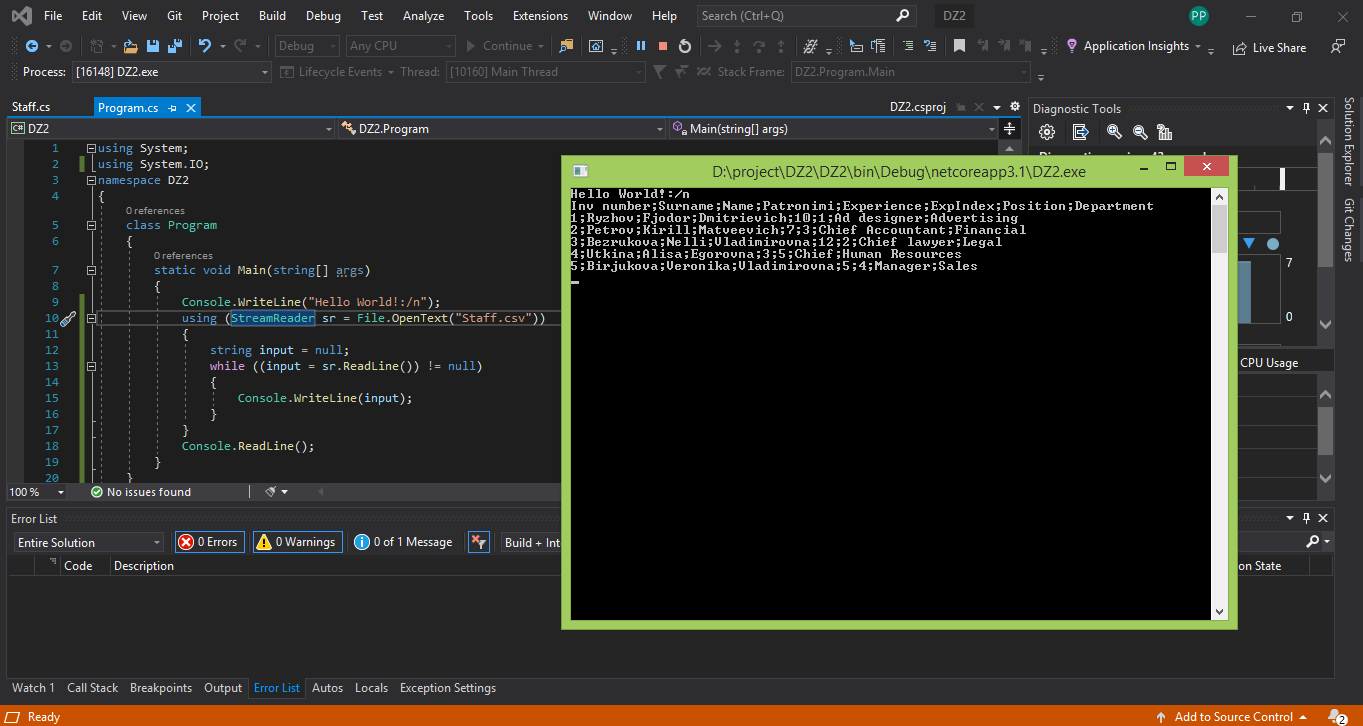 File Edit View Git Project Build Debug Test Analyze Tools Extensions Window Help Search (Ctrl+Q) DZ2 PP
Debug Any CPU Continue Application Insights Live Share
Process: [16148] DZ2.exe Lifecycle Events Thread: [10160] Main Thread Stack Frame: DZ2.Program.Main
Staff.cs Program.cs DZ2.csproj Diagnostic Tools
C# DZ2 DZ2.Program Main(string[] args)
1 using System;
2 using System.IO;
3 namespace DZ2
4 {
0 references
5 class Program
6 {
0 references
7 static void Main(string[] args)
8 {
9 Console.WriteLine("Hello World!:/n");
10 using (StreamReader sr = File.OpenText("Staff.csv"))
11 {
12 string input = null;
13 while ((input = sr.ReadLine()) != null)
14 {
15 Console.WriteLine(input);
16 }
17 }
18 Console.ReadLine();
19 }
20 }
100 % No issues found
D:\project\DZ2\DZ2\bin\Debug\netcoreapp3.1\DZ2.exe
Hello World!:/n
Inv number;Surname;Name;Patronimi;Experience;ExpIndex;Position;Department
1;Ryzhov;Fjodor;Dmitrievich;10;1;Ad designer;Advertising
2;Petrov;Kirill;Matveevich;7;3;Chief Accountant;Financial
3;Bezrukova;Nelli;Vladimirovna;12;2;Chief lawyer;Legal
4;Utkina;Alisa;Egorovna;3;5;Chief;Human Resources
5;Birjukova;Veronika;Vladimirovna;5;4;Manager;Sales
7
0
CPU Usage
Solution Explorer
Git Changes
Error List
Entire Solution 0 Errors 0 Warnings 0 of 1 Message Build + Int
Code Description on State
Watch 1 Call Stack Breakpoints Output Error List Autos Locals Exception Settings
Ready Add to Source Control 2